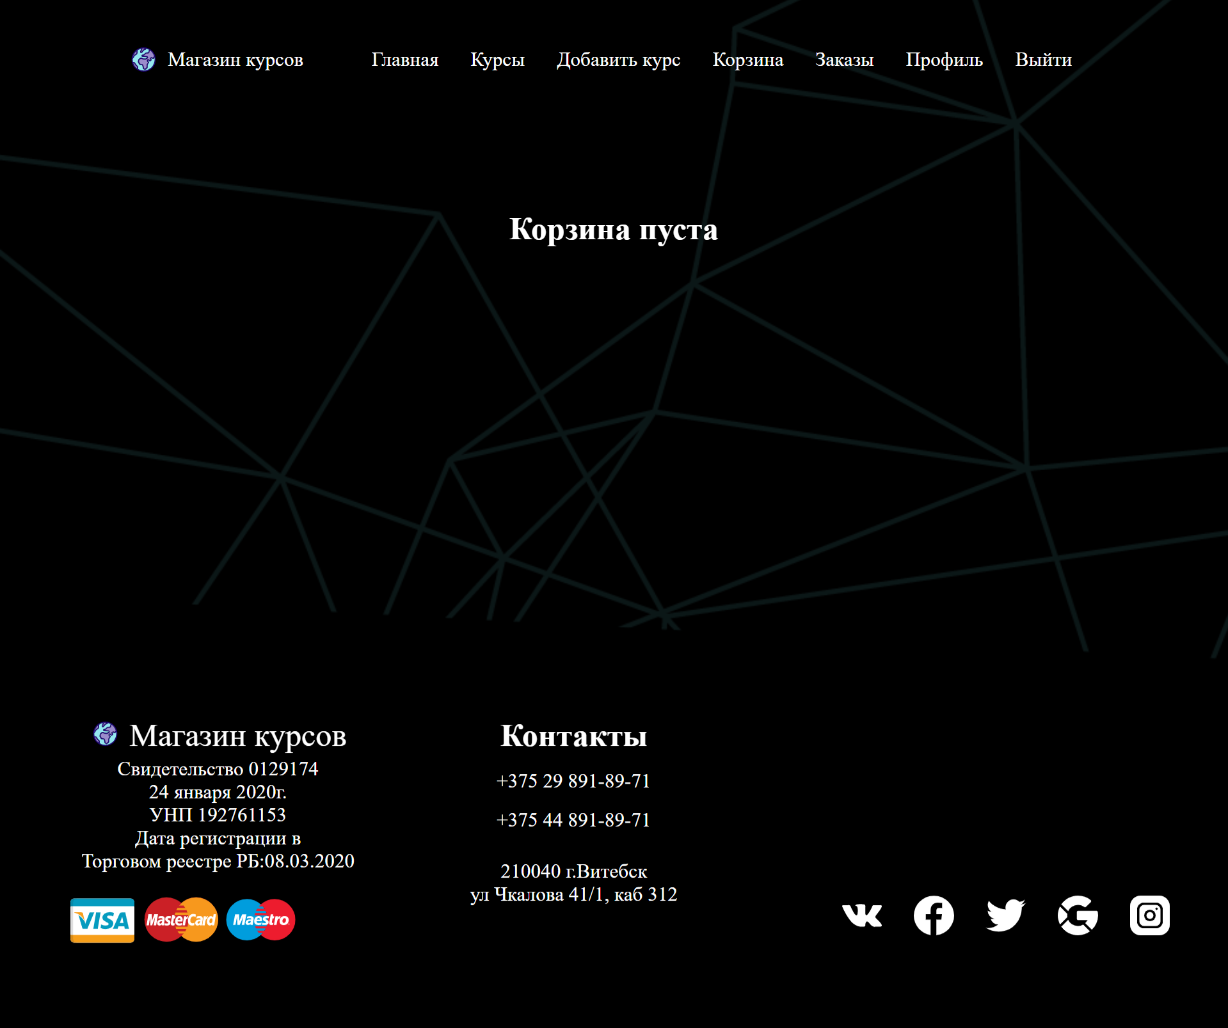 Магазин курсов
Главная
Курсы
Добавить курс
Корзина
Заказы
Профиль
Выйти
Корзина пуста
Магазин курсов
Свидетельство 0129174
24 января 2020г.
УНП 192761153
Дата регистрации в
Торговом реестре РБ:08.03.2020
VISA
MasterCard
Maestro
Контакты
+375 29 891-89-71
+375 44 891-89-71
210040 г.Витебск
ул Чкалова 41/1, каб 312